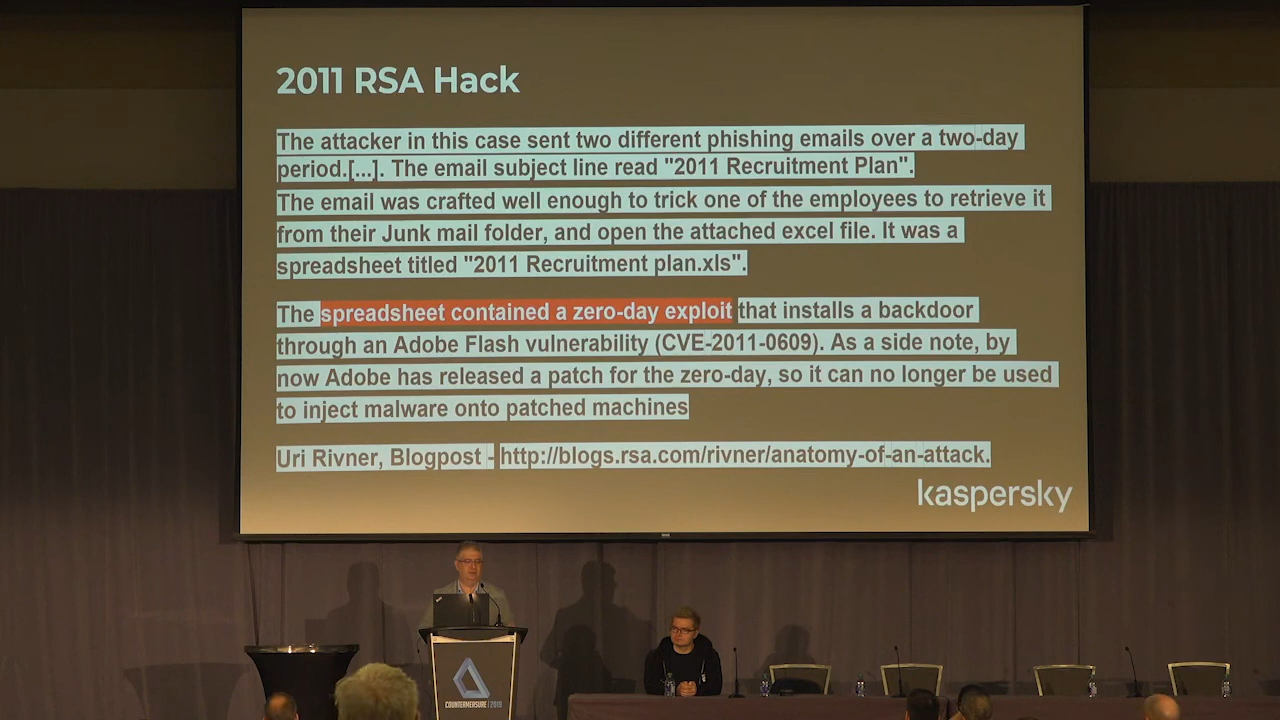 2011 RSA Hack
The attacker in this case sent two different phishing emails over a two-day
period.[...]. The email subject line read "2011 Recruitment Plan".
The email was crafted well enough to trick one of the employees to retrieve it
from their Junk mail folder, and open the attached excel file. It was a
spreadsheet titled "2011 Recruitment plan.xls".
The spreadsheet contained a zero-day exploit that installs a backdoor
through an Adobe Flash vulnerability (CVE-2011-0609). As a side note, by
now Adobe has released a patch for the zero-day, so it can no longer be used
to inject malware onto patched machines
Uri Rivner, Blogpost - http://blogs.rsa.com/rivner/anatomy-of-an-attack.
kaspersky
COUNTERMEASURE | 2019